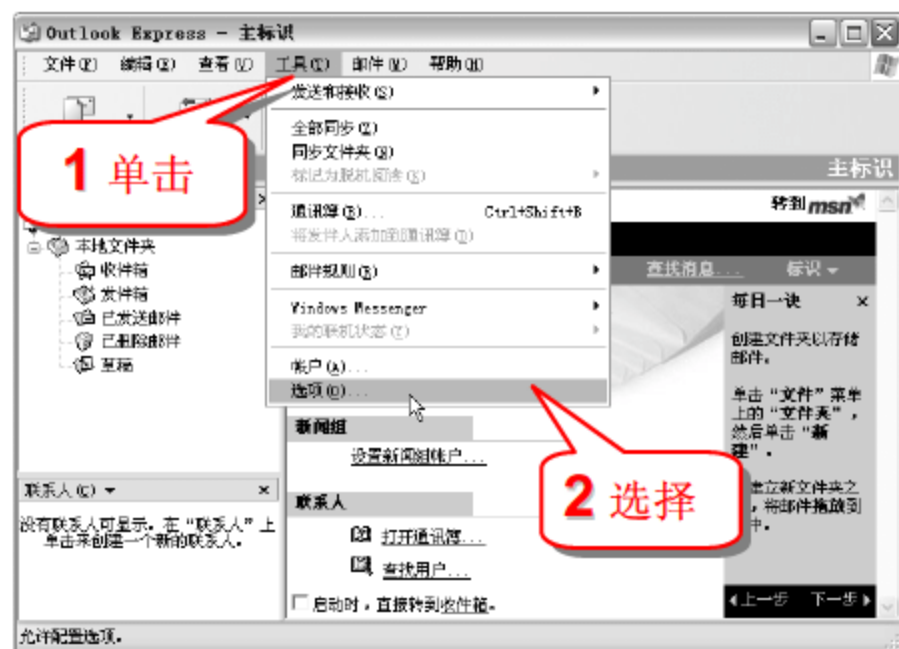 Outlook Express - 主标识
文件(F) 编辑(E) 查看(V) 工具(T) 邮件(M) 帮助(H)
发送和接收(S)
全部同步(Z)
同步文件夹(R)
标记为脱机阅读(K)
通讯簿(B)... Ctrl+Shift+B
将发件人添加到通讯簿(D)
邮件规则(R)
Windows Messenger
我的联机状态(T)
帐户(A)...
选项(O)...
1 单击
2 选择
主标识
转到 msn
查找消息... 标识
本地文件夹
收件箱
发件箱
已发送邮件
已删除邮件
草稿
新闻组
设置新闻组帐户...
联系人
打开通讯簿...
查找用户...
启动时，直接转到收件箱。
联系人(C)
没有联系人可显示。在“联系人”上
单击来创建一个新的联系人。
每日一诀
创建文件夹以存储
邮件。
单击“文件”菜单
上的“文件夹”，
然后单击“新
建”。
建立新文件夹之
，将邮件拖放到
中。
上一步 下一步
允许配置选项。